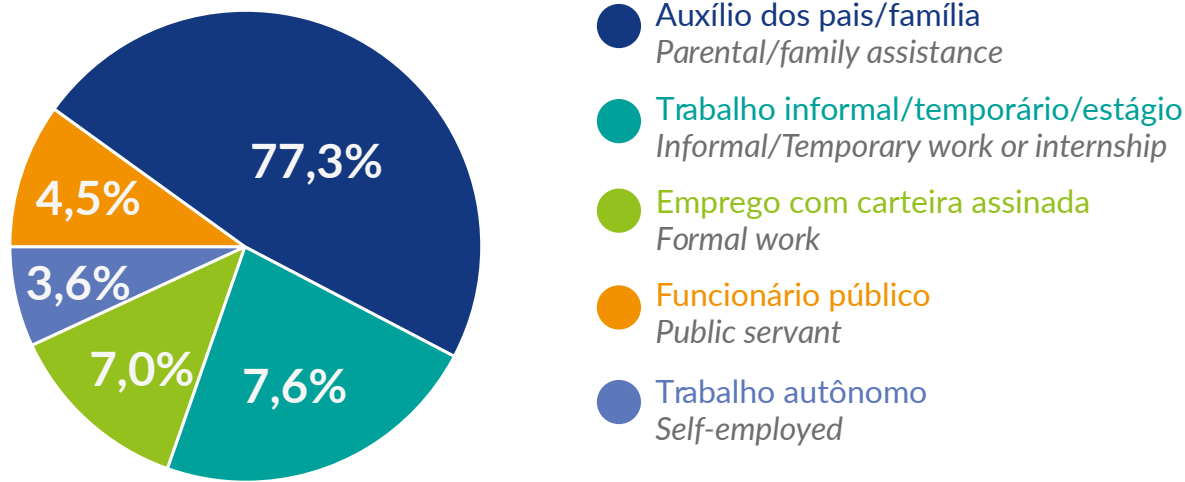 77,3%
4,5%
3,6%
7,0%
7,6%
Auxílio dos pais/família
Parental/family assistance
Trabalho informal/temporário/estágio
Informal/Temporary work or internship
Emprego com carteira assinada
Formal work
Funcionário público
Public servant
Trabalho autônomo
Self-employed